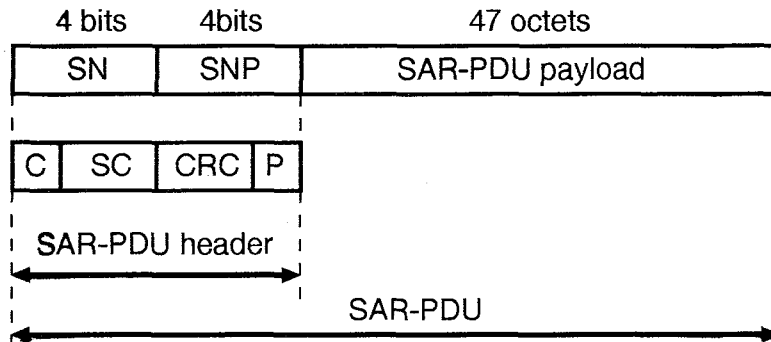 4 bits 4bits 47 octets
SN SNP SAR-PDU payload
C SC CRC P
SAR-PDU header
SAR-PDU